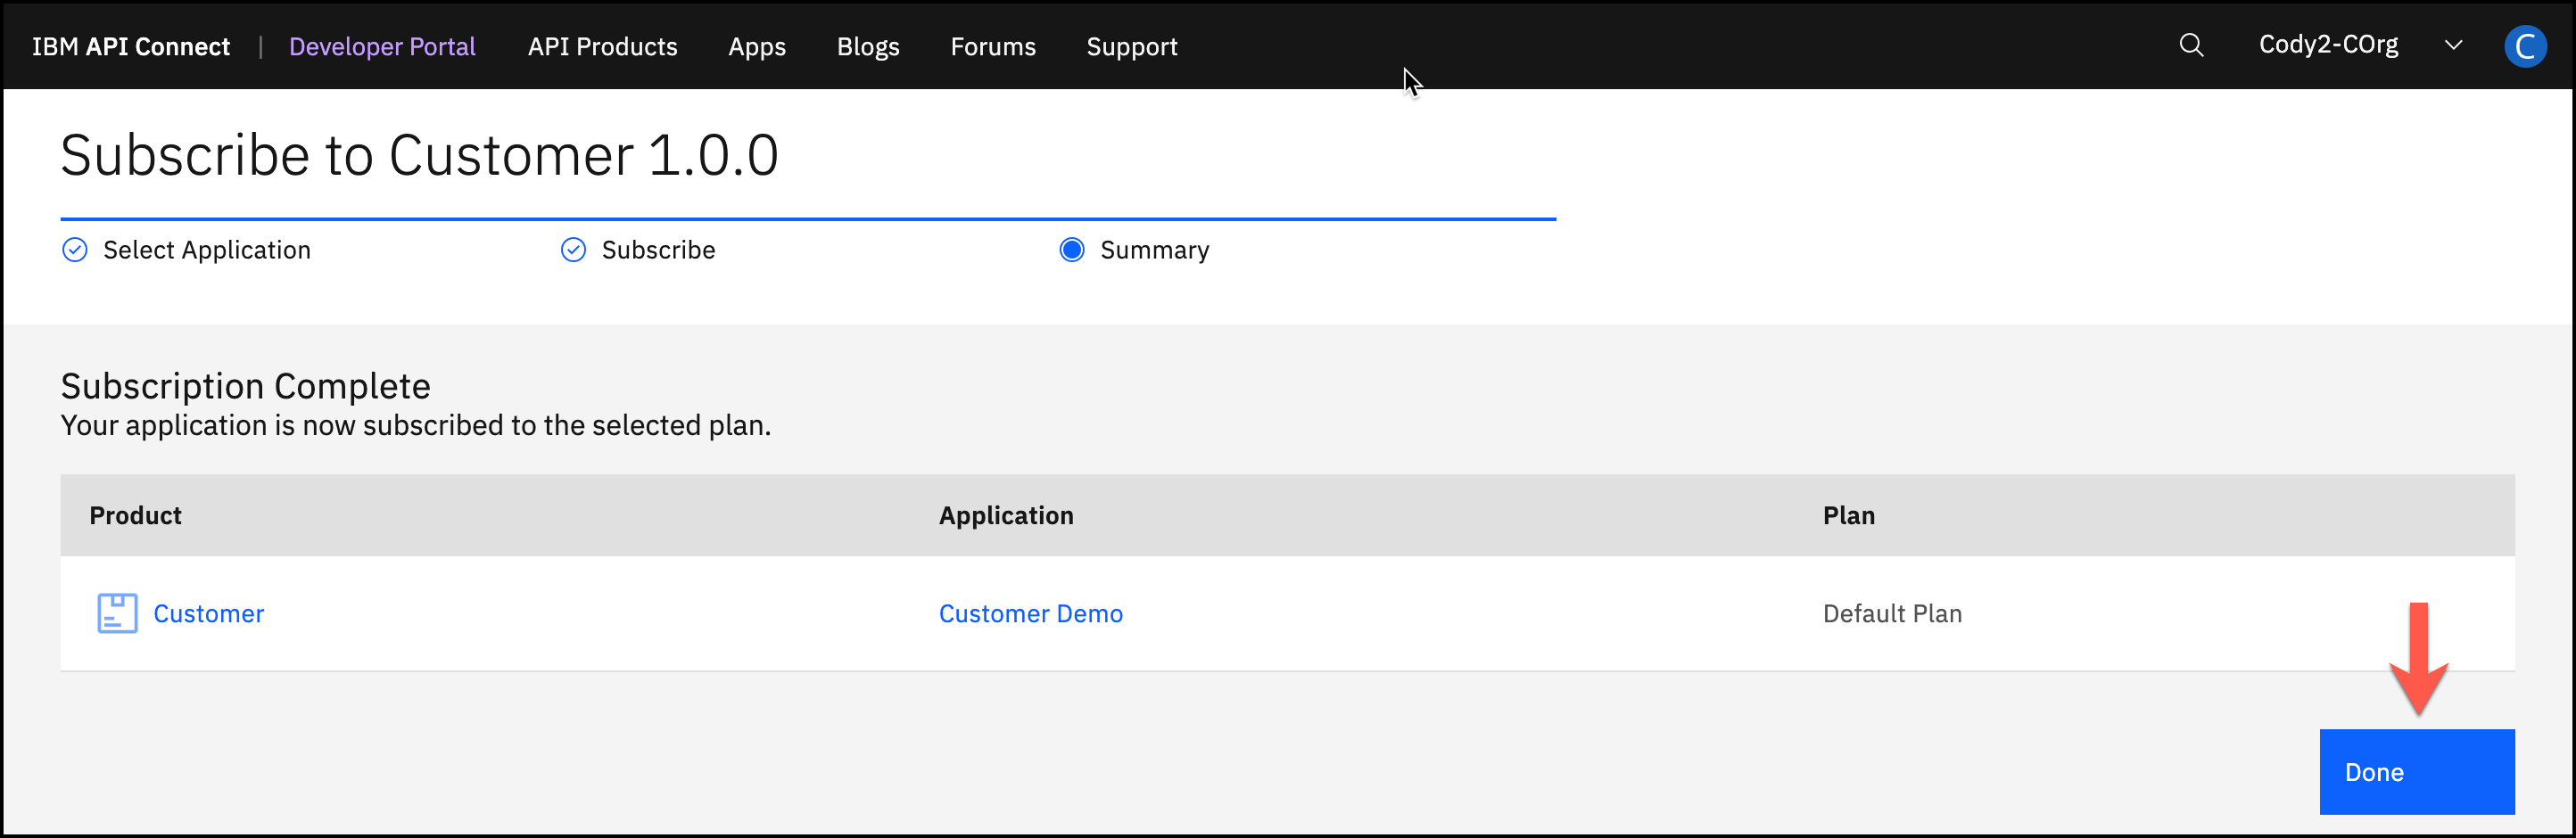 IBM API Connect | Developer Portal API Products Apps Blogs Forums Support Cody2-COrg C
Subscribe to Customer 1.0.0
Select Application Subscribe Summary
Subscription Complete
Your application is now subscribed to the selected plan.
Product Application Plan
Customer Customer Demo Default Plan
Done